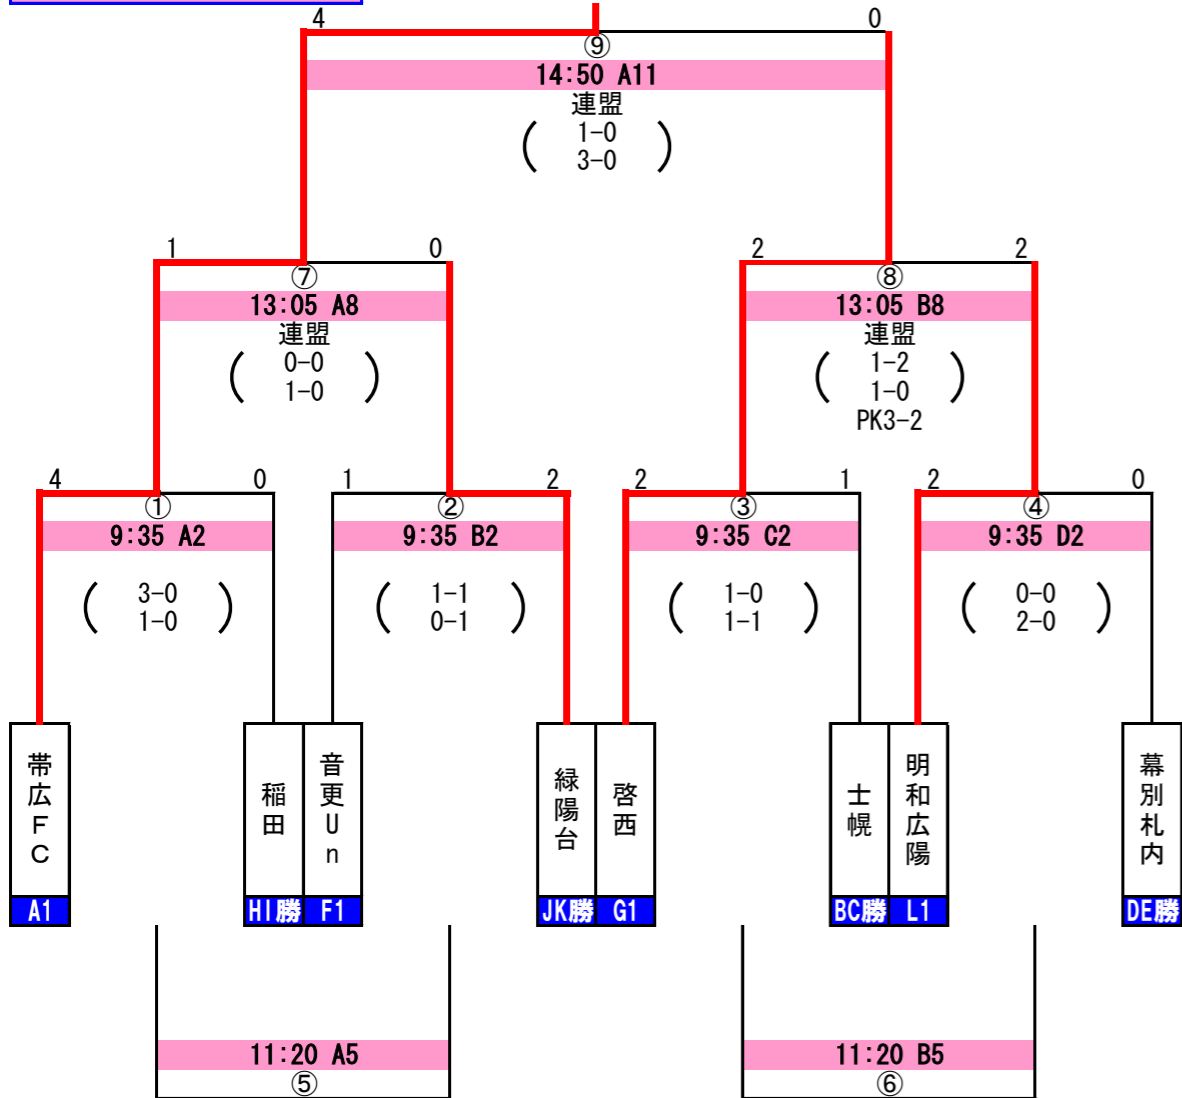 4 0
⑨
14:50 A11
連盟
( 1-0 )
3-0
1 0 2 2
⑦ ⑧
13:05 A8 13:05 B8
連盟 連盟
( 0-0 ) ( 1-2 )
1-0 1-0
PK3-2
4 0 1 2 2 1 2 0
① ② ③ ④
9:35 A2 9:35 B2 9:35 C2 9:35 D2
( 3-0 ) ( 1-1 ) ( 1-0 ) ( 0-0 )
1-0 0-1 1-1 2-0
帯広FC
稲田
音更Un
緑陽台
啓西
士幌
明和広陽
幕別札内
A1 HI勝 F1 JK勝 G1 BC勝 L1 DE勝
11:20 A5 11:20 B5
⑤ ⑥